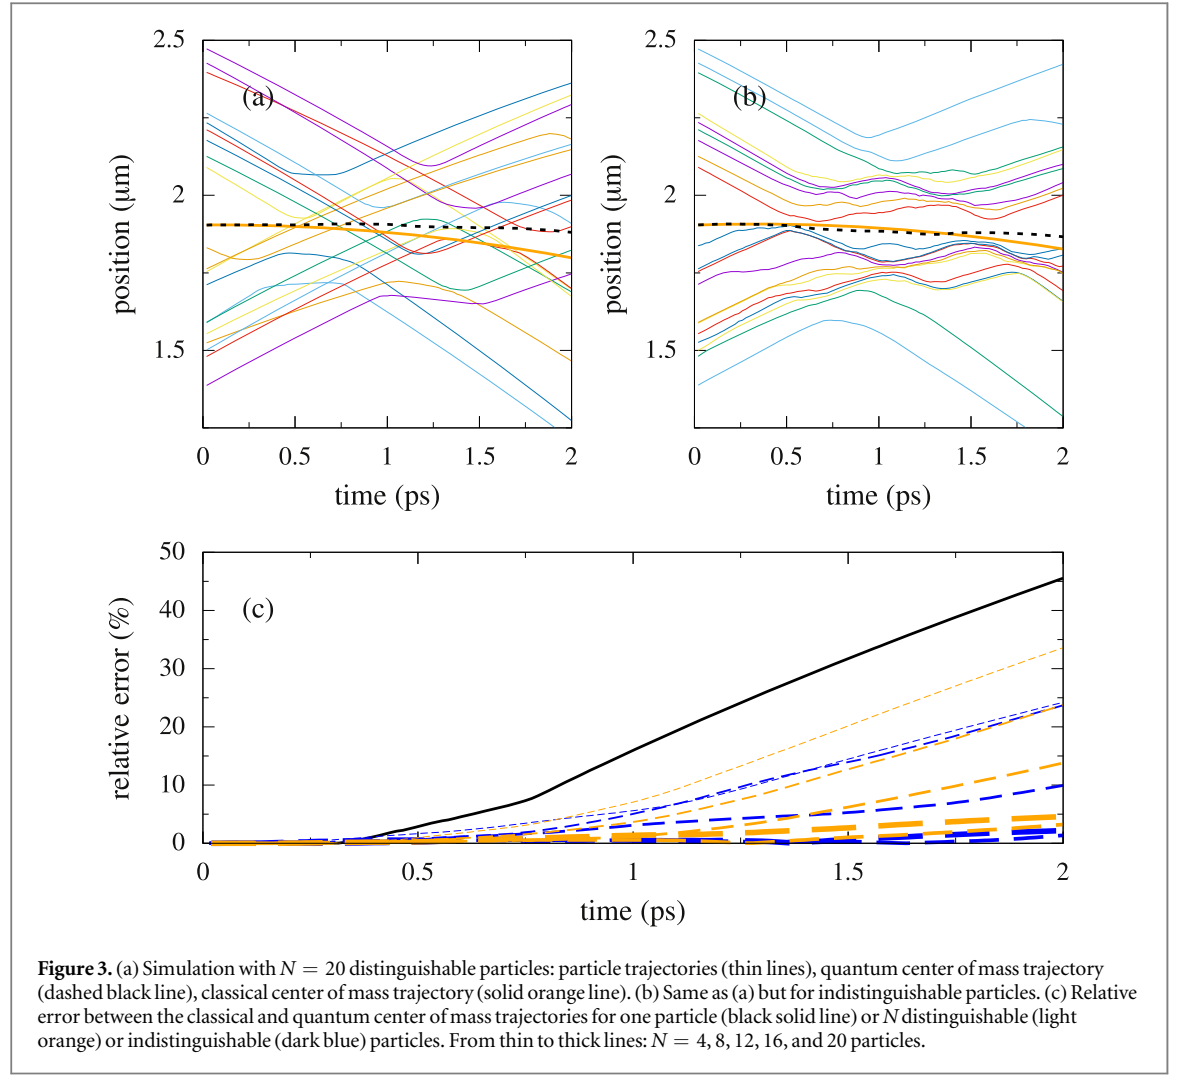 2.5
2
1.5
0
0.5
1
1.5
2
position (μm)
time (ps)
(a)
2.5
2
1.5
0
0.5
1
1.5
2
position (μm)
time (ps)
(b)
50
40
30
20
10
0
0
0.5
1
1.5
2
relative error (%)
time (ps)
(c)
Figure 3. (a) Simulation with N = 20 distinguishable particles: particle trajectories (thin lines), quantum center of mass trajectory
(dashed black line), classical center of mass trajectory (solid orange line). (b) Same as (a) but for indistinguishable particles. (c) Relative
error between the classical and quantum center of mass trajectories for one particle (black solid line) or N distinguishable (light
orange) or indistinguishable (dark blue) particles. From thin to thick lines: N = 4, 8, 12, 16, and 20 particles.